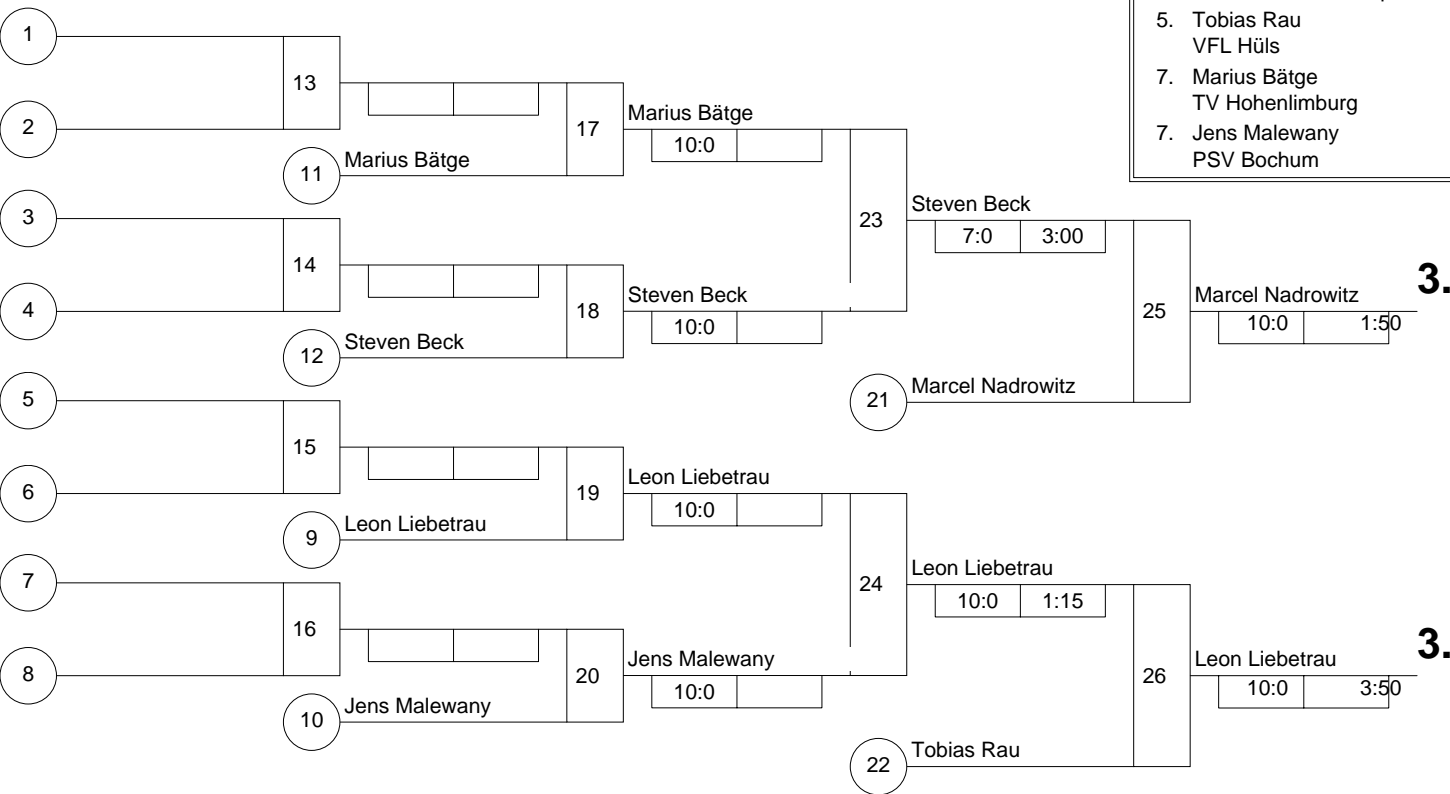 5. Tobias Rau
VFL Hüls
7. Marius Bätge
TV Hohenlimburg
7. Jens Malewany
PSV Bochum
1
13
2
17
Marius Bätge
10:0
11
Marius Bätge
3
23
Steven Beck
7:0 3:00
14
4
18
Steven Beck
10:0
12
Steven Beck
25
Marcel Nadrowitz
10:0 1:50
3.
5
21
Marcel Nadrowitz
15
6
19
Leon Liebetrau
10:0
9
Leon Liebetrau
7
24
Leon Liebetrau
10:0 1:15
16
8
20
Jens Malewany
10:0
10
Jens Malewany
26
Leon Liebetrau
10:0 3:50
3.
22
Tobias Rau